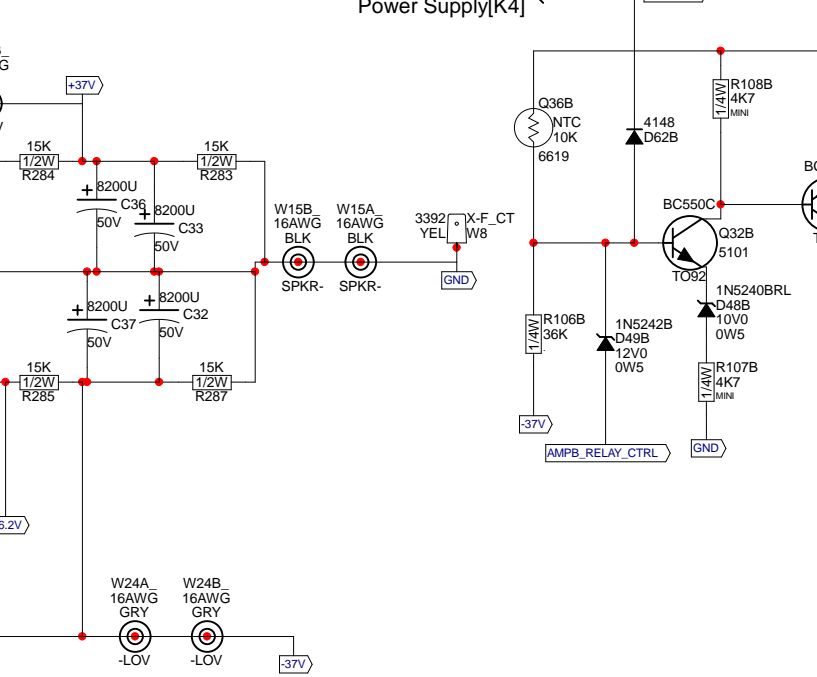 Power Supply[K4]
+37V
15K
1/2W
R284
15K
1/2W
R283
8200U
C36
50V
8200U
C33
50V
8200U
C37
50V
8200U
C32
50V
15K
1/2W
R285
15K
1/2W
R287
W15B_
16AWG
BLK
SPKR-
W15A_
16AWG
BLK
SPKR-
3392
YEL
X-F_CT
W8
GND
Q36B
NTC
10K
6619
4148
D62B
R108B
4K7
MINI
1/4W
BC550C
Q32B
5101
TO92
1N5240BRL
D48B
10V0
0W5
R106B
36K
1/4W
1N5242B
D49B
12V0
0W5
R107B
4K7
MINI
1/4W
-37V
AMPB_RELAY_CTRL
GND
6.2V
W24A_
16AWG
GRY
-LOV
W24B_
16AWG
GRY
-LOV
-37V